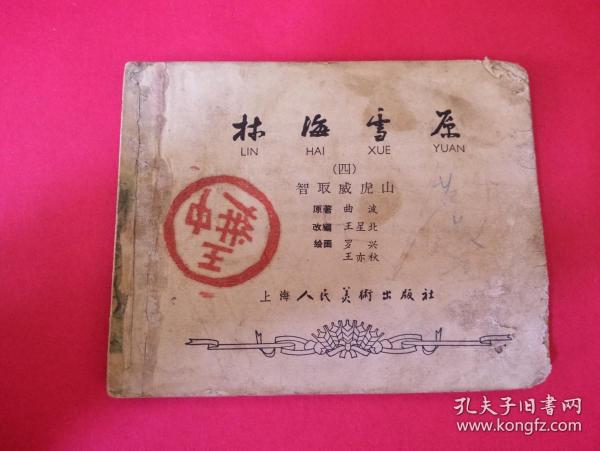 林海雪原
LIN HAI XUE YUAN
(四)
智取威虎山
原著 曲波
改編 王星北
绘画 罗兴
王亦秋
上海人民美術出版社
孔夫子旧書网
www.kongfz.com